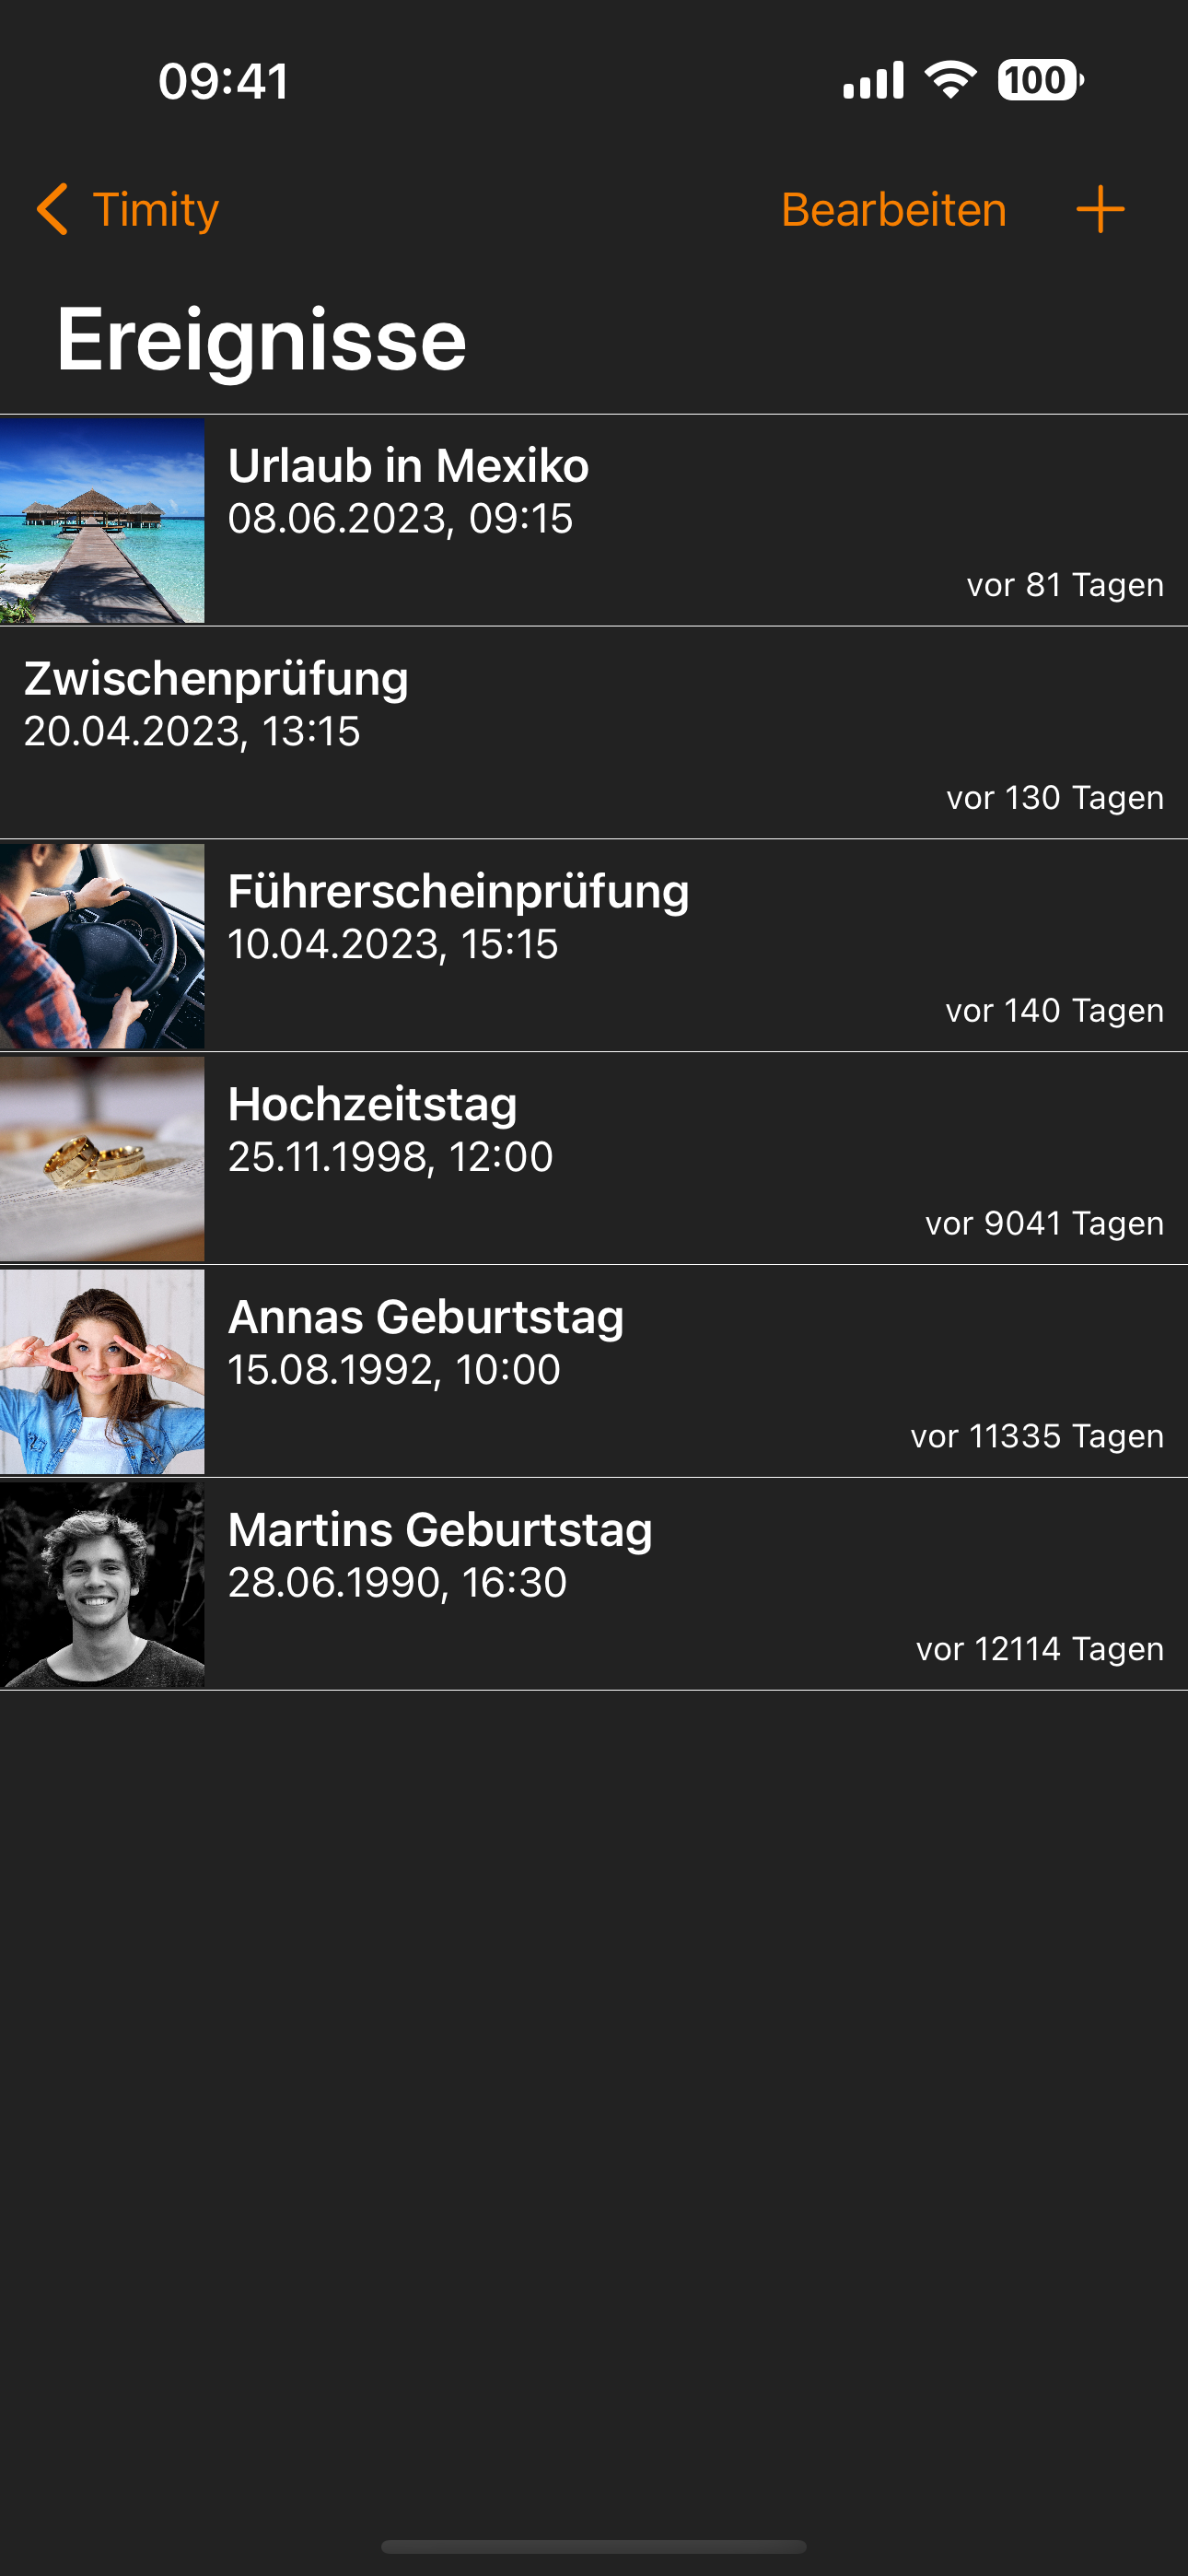 09:41
100
Timity
Bearbeiten
Ereignisse
Urlaub in Mexiko
08.06.2023, 09:15
vor 81 Tagen
Zwischenprüfung
20.04.2023, 13:15
vor 130 Tagen
Führerscheinprüfung
10.04.2023, 15:15
vor 140 Tagen
Hochzeitstag
25.11.1998, 12:00
vor 9041 Tagen
Annas Geburtstag
15.08.1992, 10:00
vor 11335 Tagen
Martins Geburtstag
28.06.1990, 16:30
vor 12114 Tagen